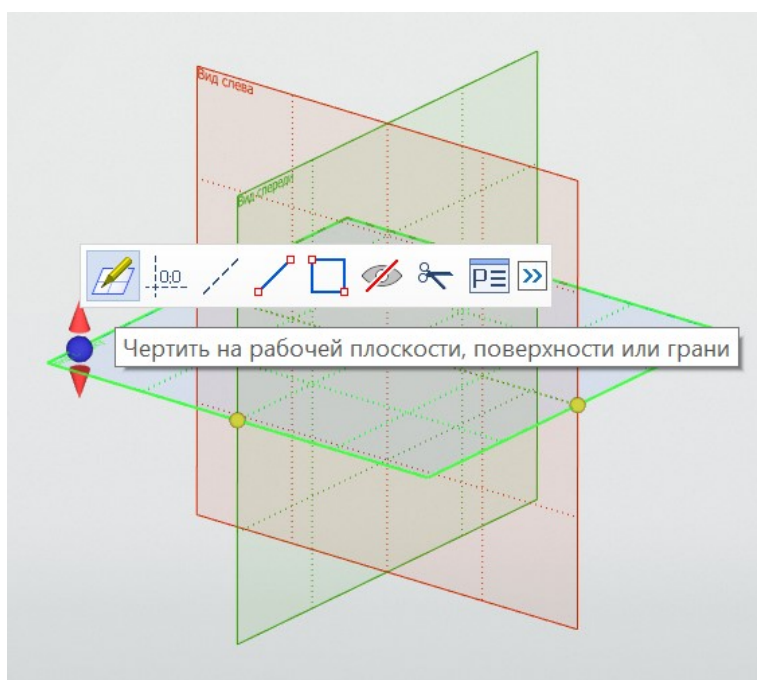 Вид слева
Вид спереди
0;0
P
Чертить на рабочей плоскости, поверхности или грани